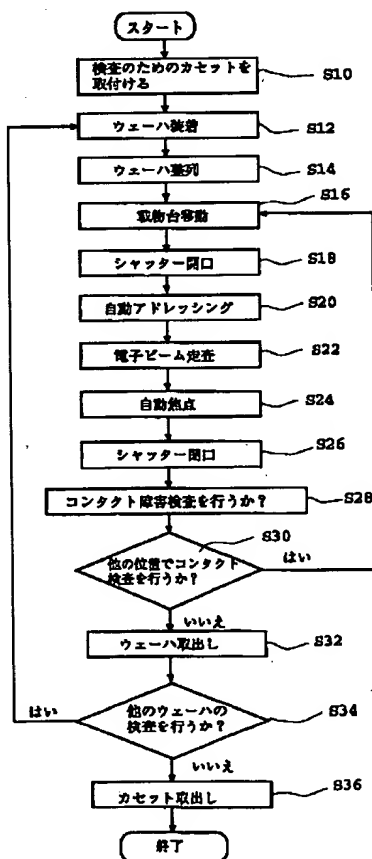 スタート
検査のためのカセットを
取付ける
S10
ウェーハ装着
S12
ウェーハ整列
S14
S16
載物台移動
シャッター開口
S18
自動アドレッシング
S20
電子ビーム走査
S22
自動焦点
S24
シャッター閉口
S26
コンタクト障害検査を行うか?
S28
S30
他の位置でコンタクト
検査を行うか?
はい
いいえ
ウェーハ取出し
S32
はい
他のウェーハの
検査を行うか?
S34
いいえ
カセット取出し
S36
終了